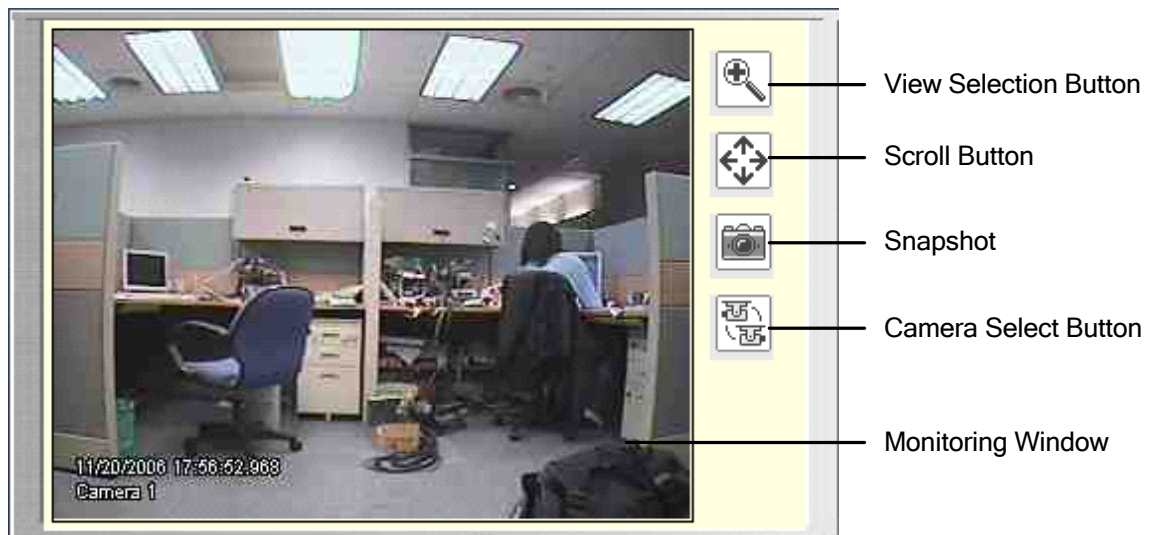 View Selection Button
Scroll Button
Snapshot
Camera Select Button
Monitoring Window
11/20/2006 17:56:52.968
Camera 1